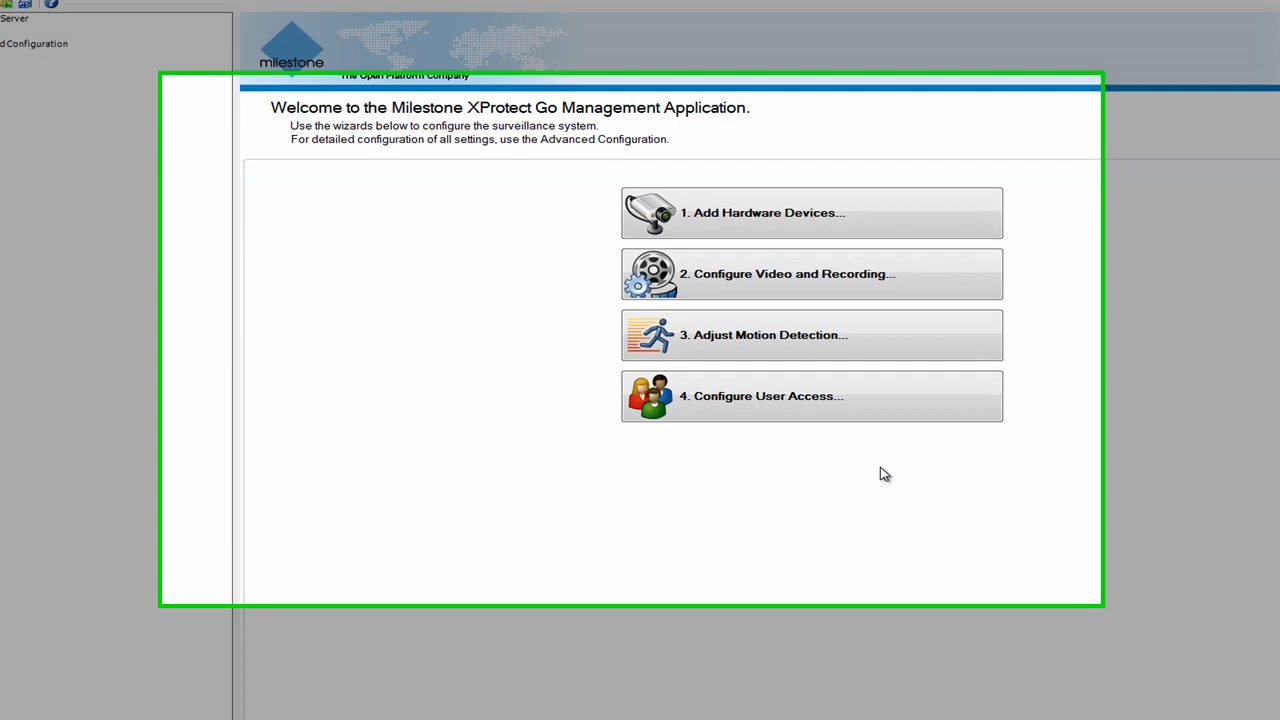 Server
d Configuration
milestone
The Open Platform Company
Welcome to the Milestone XProtect Go Management Application.
Use the wizards below to configure the surveillance system.
For detailed configuration of all settings, use the Advanced Configuration.
1. Add Hardware Devices...
2. Configure Video and Recording...
3. Adjust Motion Detection...
4. Configure User Access...